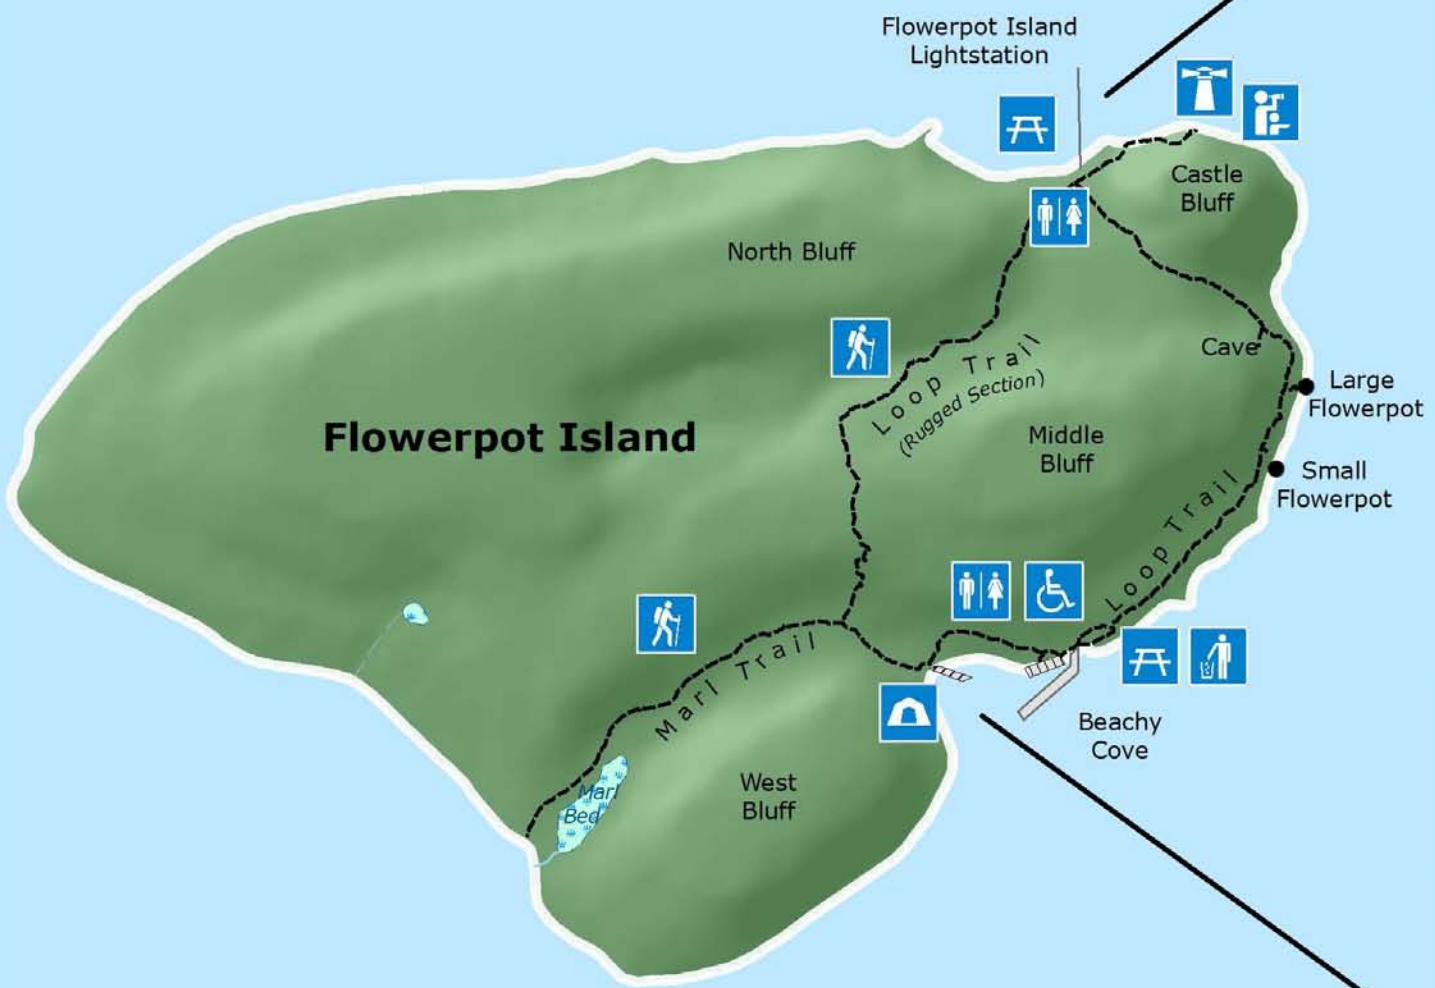 Flowerpot Island
Lightstation
Castle
Bluff
North Bluff
Cave
Loop Trail
(Rugged Section)
Large
Flowerpot
Flowerpot Island
Middle
Bluff
Small
Flowerpot
Loop Trail
Marl Trail
Beachy
Cove
West
Bluff
Marl
Bed